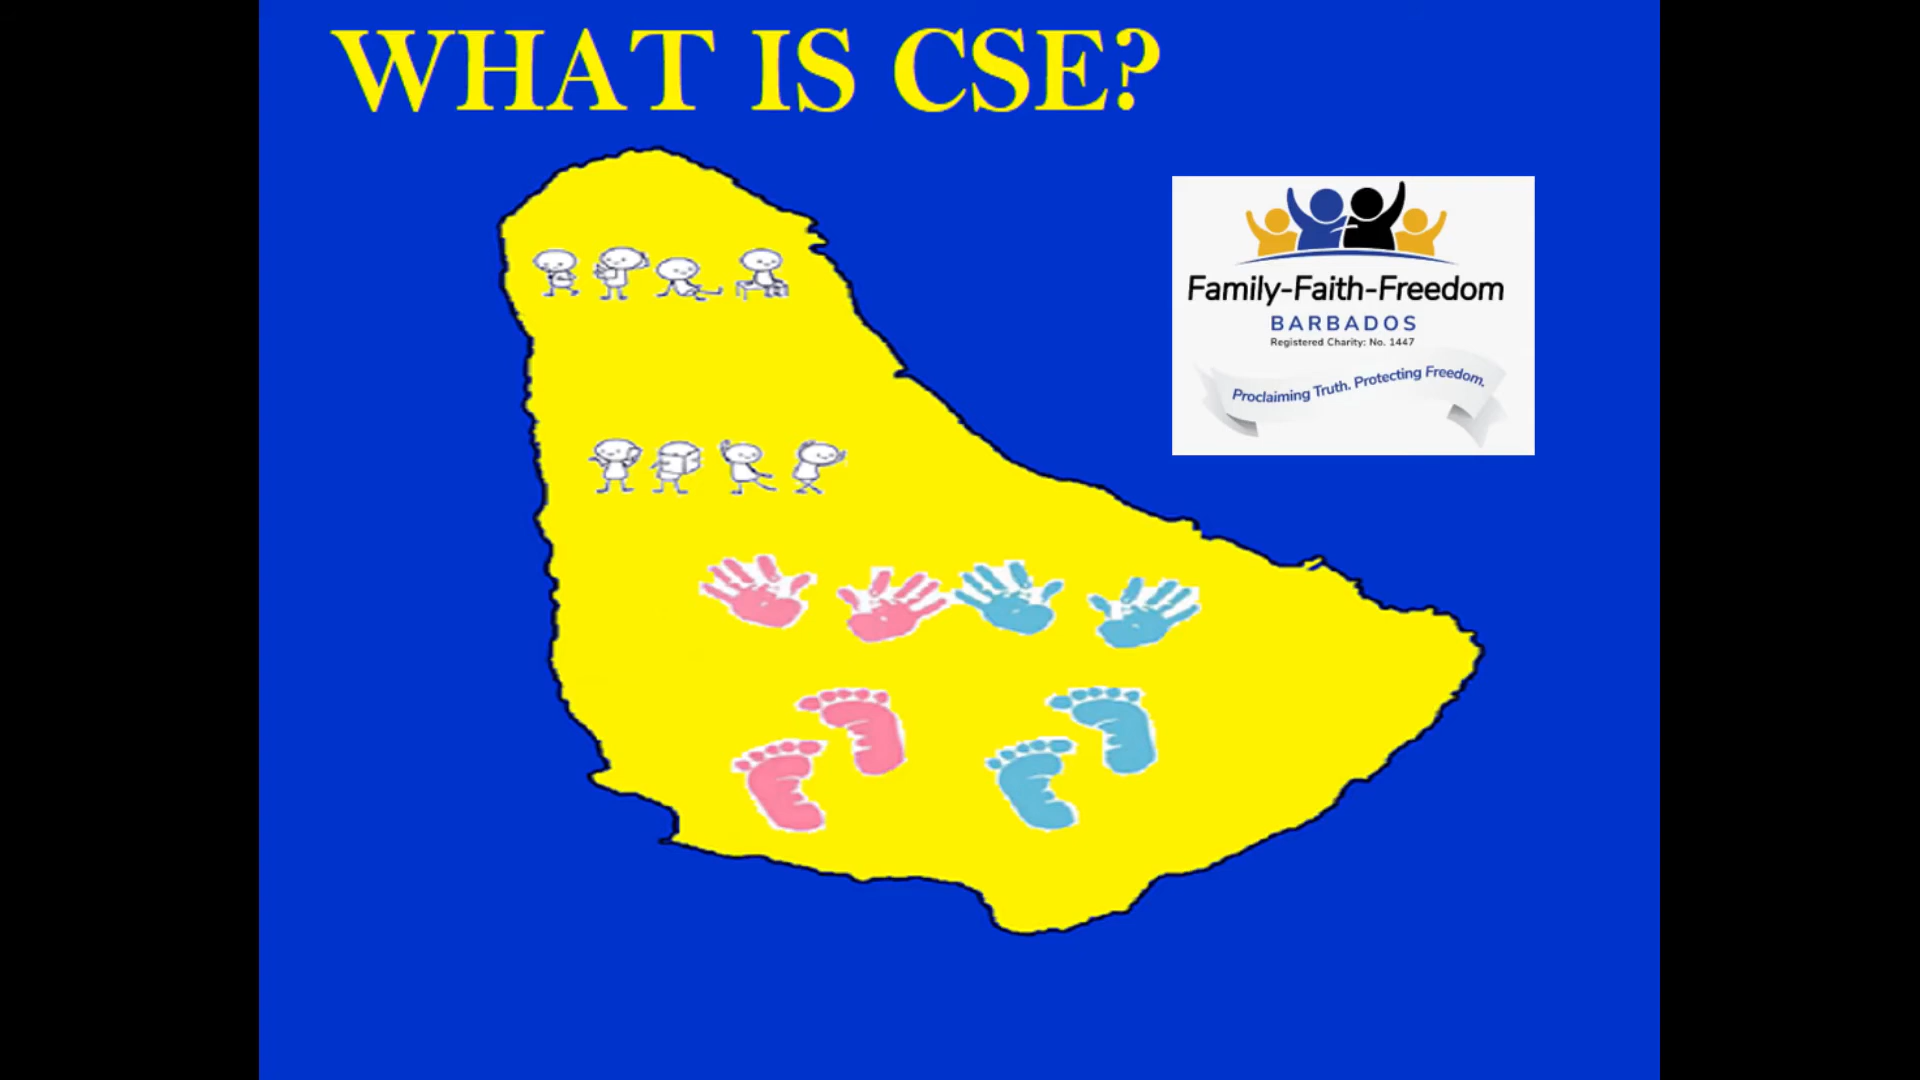 WHAT IS CSE?
Family-Faith-Freedom
BARBADOS
Registered Charity: No. 1447
Proclaiming Truth. Protecting Freedom.